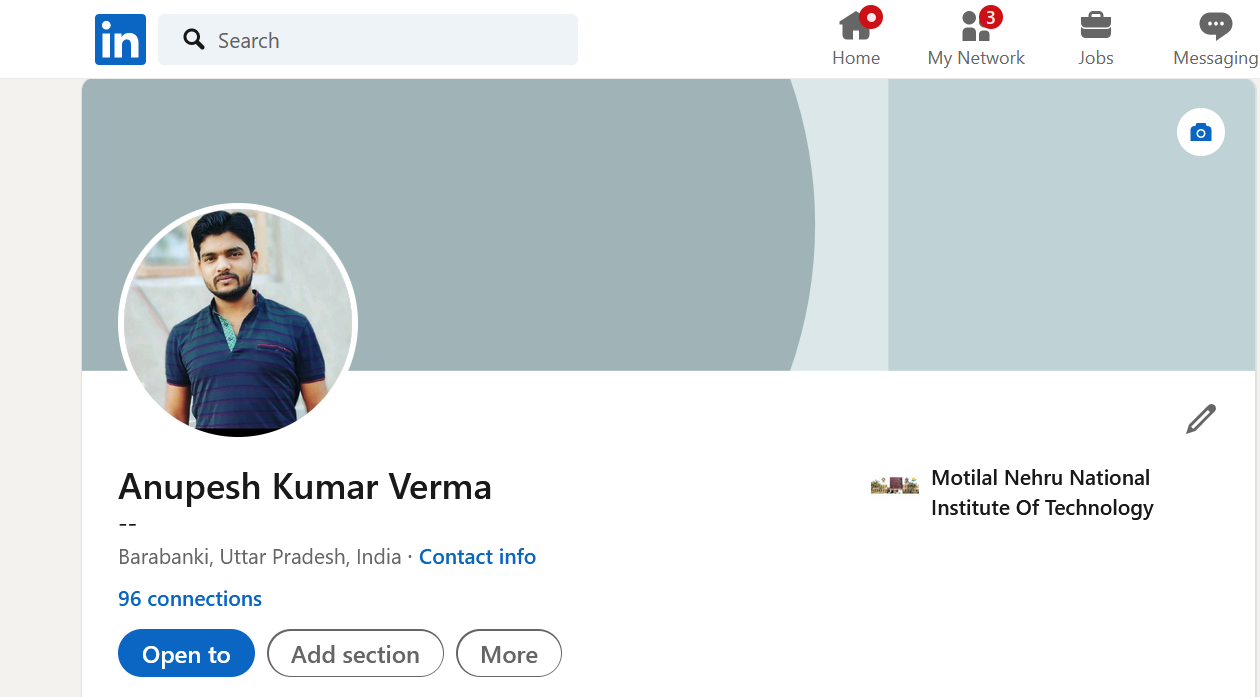 in
Search
3
Home
My Network
Jobs
Messaging
Anupesh Kumar Verma
--
Barabanki, Uttar Pradesh, India · Contact info
96 connections
Open to
Add section
More
Motilal Nehru National
Institute Of Technology